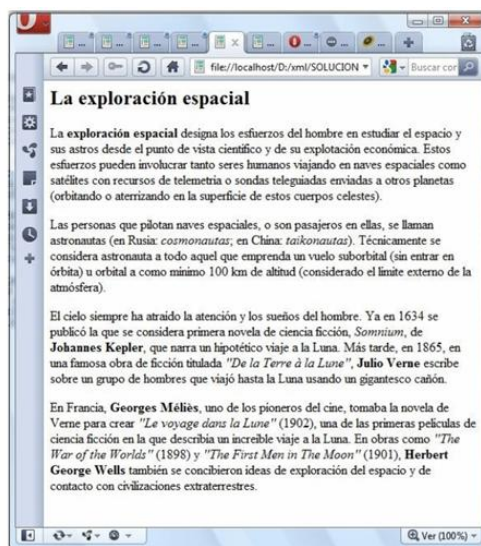 file://localhost/D:/xml/SOLUCION
Buscar cor
La exploración espacial
La exploración espacial designa los esfuerzos del hombre en estudiar el espacio y
sus astros desde el punto de vista científico y de su explotación económica. Estos
esfuerzos pueden involucrar tanto seres humanos viajando en naves espaciales como
satélites con recursos de telemetria o sondas teleguiadas enviadas a otros planetas
(orbitando o aterrizando en la superficie de estos cuerpos celestes).
Las personas que pilotan naves espaciales, o son pasajeros en ellas, se llaman
astronautas (en Rusia: cosmonautas; en China: taikonautas). Técnicamente se
considera astronauta a todo aquel que emprenda un vuelo suborbital (sin entrar en
órbita) u orbital a como mínimo 100 km de altitud (considerado el límite externo de la
atmósfera).
El cielo siempre ha atraido la atención y los sueños del hombre. Ya en 1634 se
publicó la que se considera primera novela de ciencia ficción, Somnium, de
Johannes Kepler, que narra un hipotético viaje a la Luna. Más tarde, en 1865, en
una famosa obra de ficción titulada "De la Terre à la Lune", Julio Verne escribe
sobre un grupo de hombres que viajó hasta la Luna usando un gigantesco cañón.
En Francia, Georges Méliès, uno de los pioneros del cine, tomaba la novela de
Verne para crear "Le voyage dans la Lune" (1902), una de las primeras películas de
ciencia ficción en la que describía un increíble viaje a la Luna. En obras como "The
War of the Worlds" (1898) y "The First Men in The Moon" (1901), Herbert
George Wells también se concibieron ideas de exploración del espacio y de
contacto con civilizaciones extraterrestres.
Ver (100%)